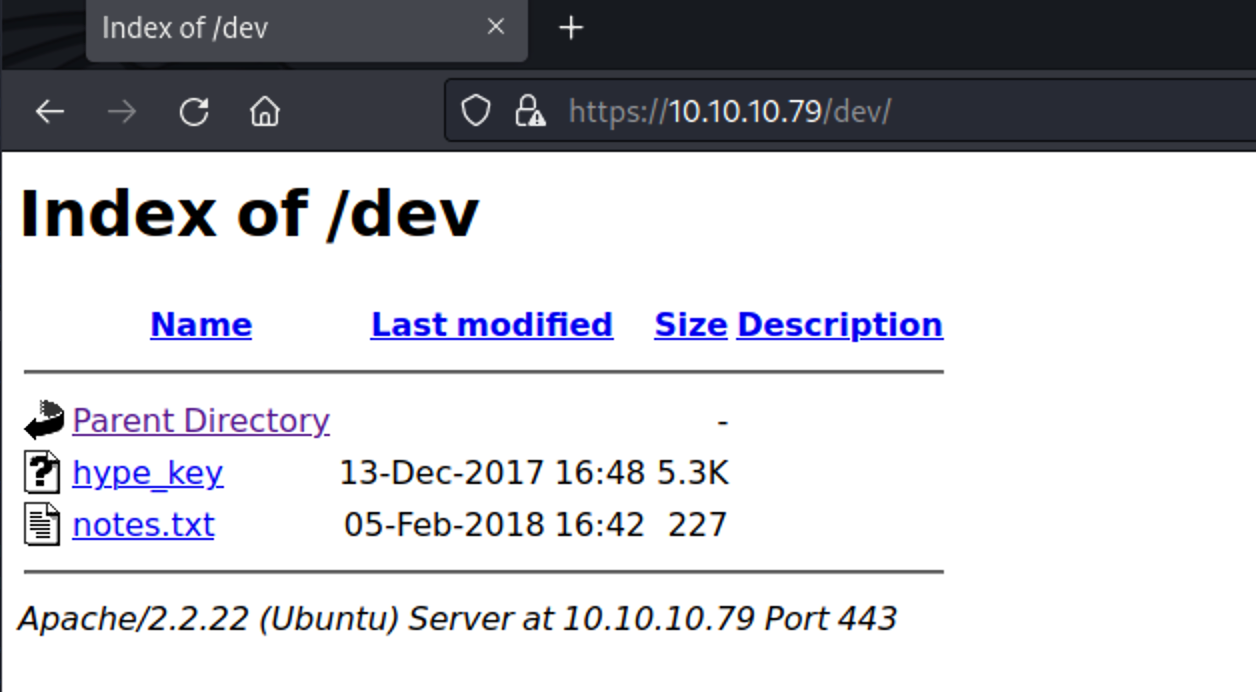 Index of /dev
https://10.10.10.79/dev/
Index of /dev
Name Last modified Size Description
Parent Directory -
hype_key 13-Dec-2017 16:48 5.3K
notes.txt 05-Feb-2018 16:42 227
Apache/2.2.22 (Ubuntu) Server at 10.10.10.79 Port 443